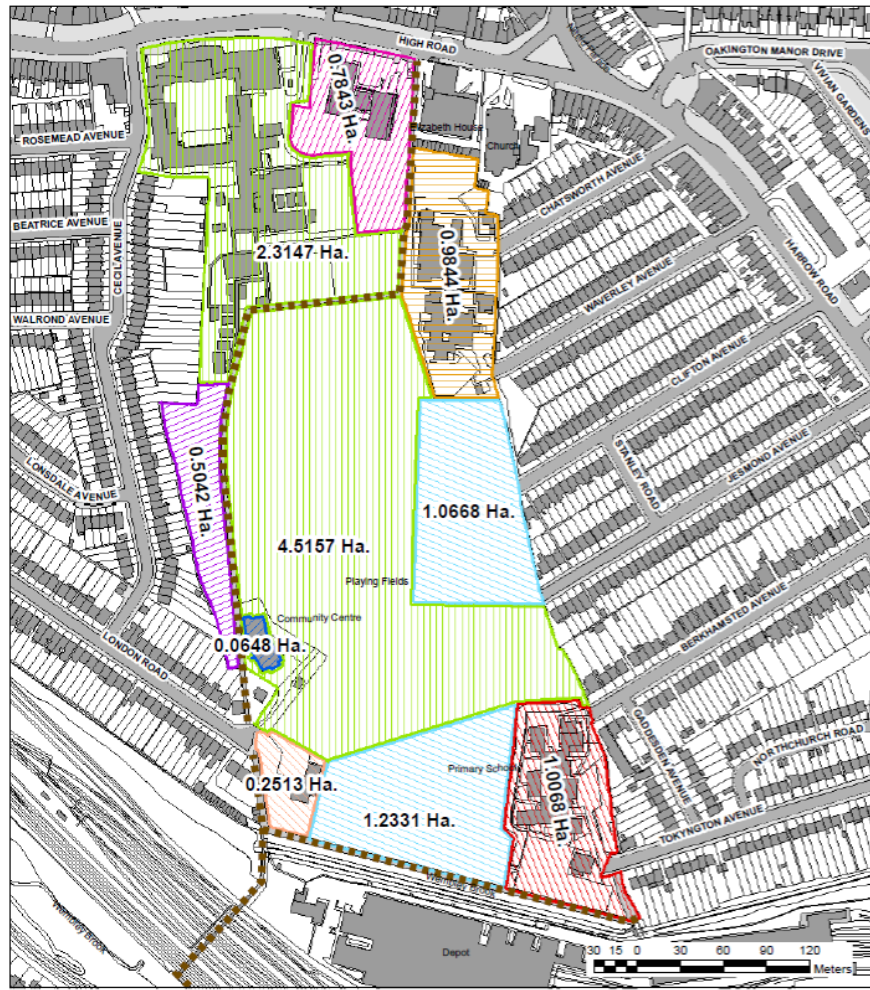 HIGH ROAD
OAKINGTON MANOR DRIVE
VIVIAN GARDENS
0.7843 Ha.
Elizabeth House
Church
ROSEMEAD AVENUE
CHATSWORTH AVENUE
BEATRICE AVENUE
CECIL AVENUE
2.3147 Ha.
0.9844 Ha.
WAVERLEY AVENUE
HARROW ROAD
WALROND AVENUE
CLIFTON AVENUE
STANLEY ROAD
JESMOND AVENUE
LONSDALE AVENUE
0.5042 Ha.
1.0668 Ha.
4.5157 Ha.
Playing Fields
BERKHAMSTED AVENUE
Community Centre
0.0648 Ha.
LONDON ROAD
GADDESDEN AVENUE
NORTHCHURCH ROAD
Primary School
1.0068 Ha.
0.2513 Ha.
1.2331 Ha.
TOKYNGTON AVENUE
Wembley Brook
Wembley Brook
Depot
30 15 0 30 60 90 120
Meters